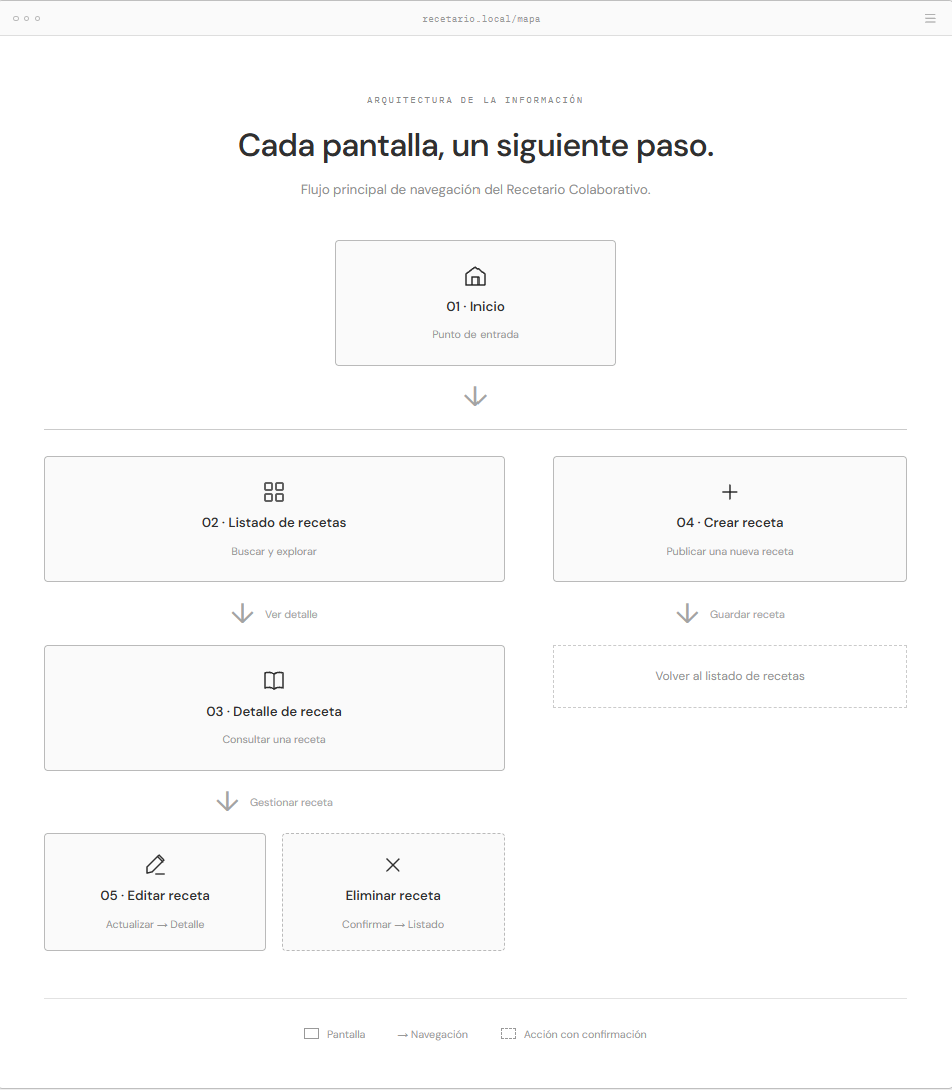 recetario.local/mapa
ARQUITECTURA DE LA INFORMACIÓN
Cada pantalla, un siguiente paso.
Flujo principal de navegación del Recetario Colaborativo.
01 · Inicio
Punto de entrada
02 · Listado de recetas
Buscar y explorar
Ver detalle
03 · Detalle de receta
Consultar una receta
Gestionar receta
05 · Editar receta
Actualizar → Detalle
Eliminar receta
Confirmar → Listado
04 · Crear receta
Publicar una nueva receta
Guardar receta
Volver al listado de recetas
Pantalla
→ Navegación
Acción con confirmación